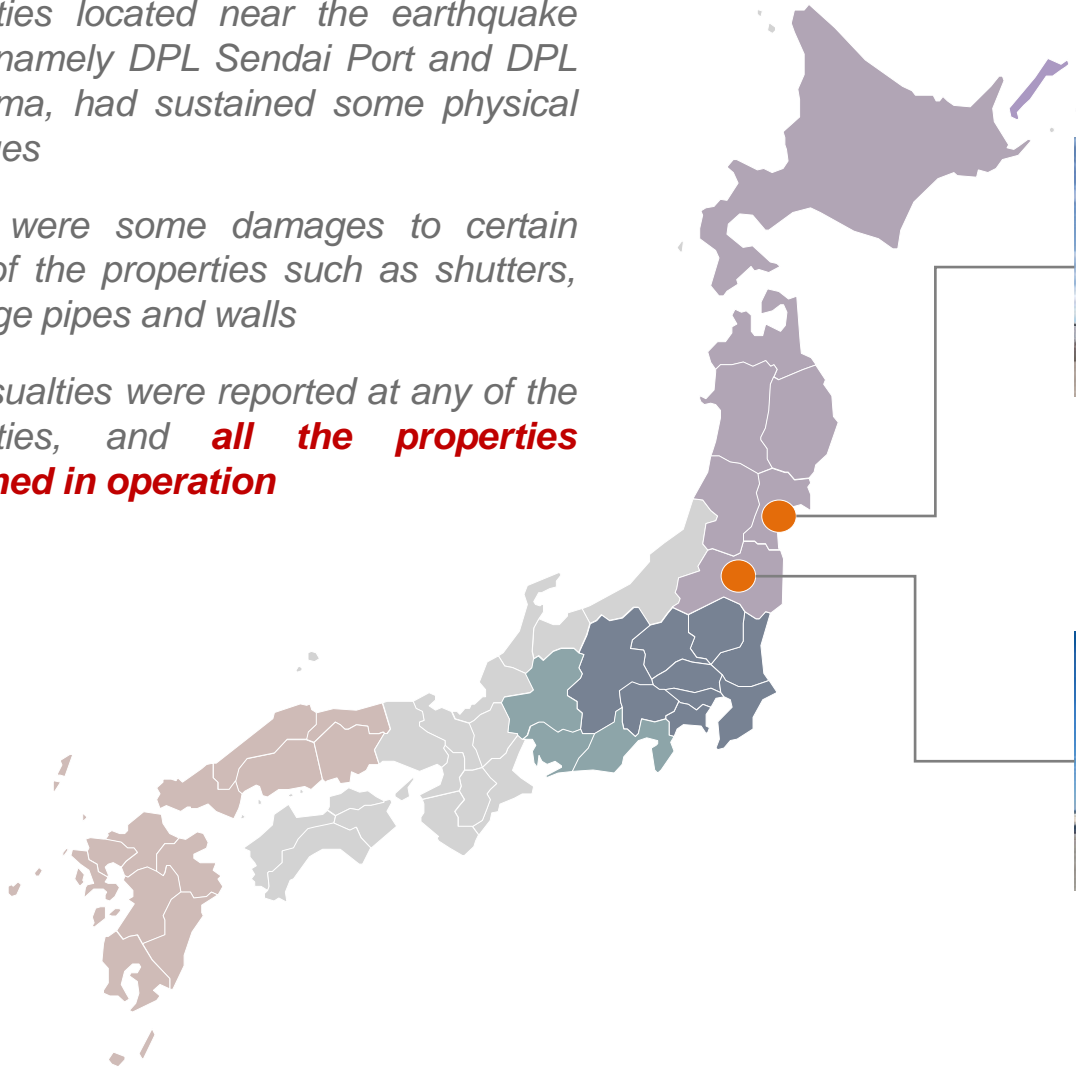 ties located near the earthquake
namely DPL Sendai Port and DPL
ma, had sustained some physical
es
were some damages to certain
of the properties such as shutters,
ge pipes and walls
sualties were reported at any of the
ties, and all the properties
ned in operation